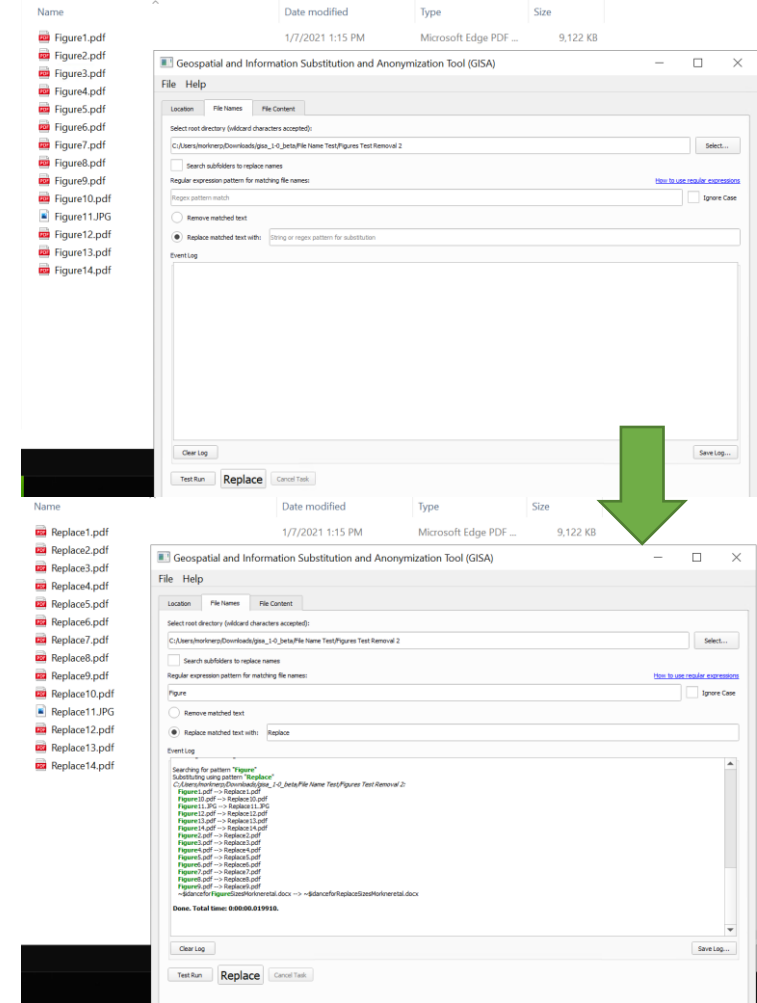 Name Date modified Type Size
Figure1.pdf 1/7/2021 1:15 PM Microsoft Edge PDF ... 9,122 KB
Figure2.pdf
Figure3.pdf
Figure4.pdf
Figure5.pdf
Figure6.pdf
Figure7.pdf
Figure8.pdf
Figure9.pdf
Figure10.pdf
Figure11.JPG
Figure12.pdf
Figure13.pdf
Figure14.pdf
Geospatial and Information Substitution and Anonymization Tool (GISA)
File Help
Location File Names File Content
Select root directory (wildcard characters accepted):
C:/Users/morknerp/Downloads/gisa_1-0_beta/File Name Test/Figures Test Removal 2 Select...
Search subfolders to replace names
Regular expression pattern for matching file names: How to use regular expressions
Regex pattern match Ignore Case
Remove matched text
Replace matched text with: String or regex pattern for substitution
Event Log
Clear Log Save Log...
Test Run Replace Cancel Task
Name Date modified Type Size
Replace1.pdf 1/7/2021 1:15 PM Microsoft Edge PDF ... 9,122 KB
Replace2.pdf
Replace3.pdf
Replace4.pdf
Replace5.pdf
Replace6.pdf
Replace7.pdf
Replace8.pdf
Replace9.pdf
Replace10.pdf
Replace11.JPG
Replace12.pdf
Replace13.pdf
Replace14.pdf
Geospatial and Information Substitution and Anonymization Tool (GISA)
File Help
Location File Names File Content
Select root directory (wildcard characters accepted):
C:/Users/morknerp/Downloads/gisa_1-0_beta/File Name Test/Figures Test Removal 2 Select...
Search subfolders to replace names
Regular expression pattern for matching file names: How to use regular expressions
Figure Ignore Case
Remove matched text
Replace matched text with: Replace
Event Log
Searching for pattern "Figure"
Substituting using pattern "Replace"
C:/Users/morknerp/Downloads/gisa_1-0_beta/File Name Test/Figures Test Removal 2:
Figure1.pdf --> Replace1.pdf
Figure10.pdf --> Replace10.pdf
Figure11.JPG --> Replace11.JPG
Figure12.pdf --> Replace12.pdf
Figure13.pdf --> Replace13.pdf
Figure14.pdf --> Replace14.pdf
Figure2.pdf --> Replace2.pdf
Figure3.pdf --> Replace3.pdf
Figure4.pdf --> Replace4.pdf
Figure5.pdf --> Replace5.pdf
Figure6.pdf --> Replace6.pdf
Figure7.pdf --> Replace7.pdf
Figure8.pdf --> Replace8.pdf
Figure9.pdf --> Replace9.pdf
~$idanceforFigureSizesMorkneretal.docx --> ~$idanceforReplaceSizesMorkneretal.docx
Done. Total time: 0:00:00.019910.
Clear Log Save Log...
Test Run Replace Cancel Task